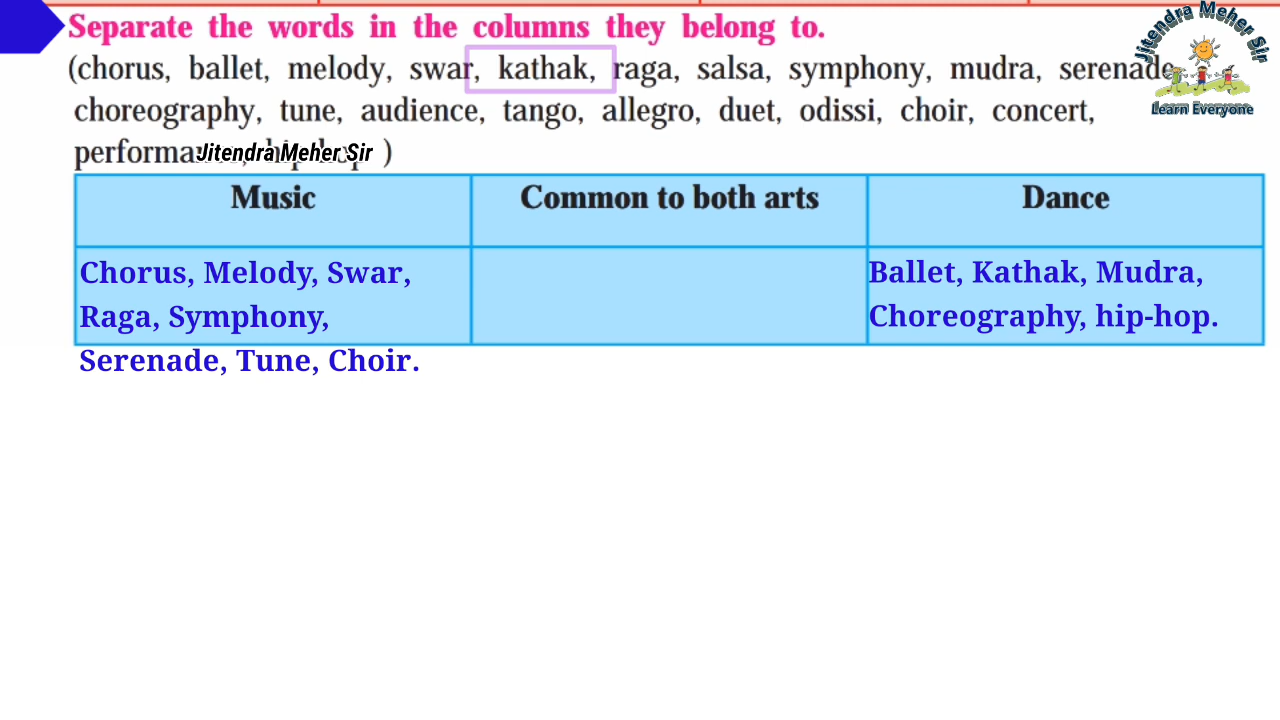 Separate the words in the columns they belong to.
(chorus, ballet, melody, swar, kathak, raga, salsa, symphony, mudra, serenade
choreography, tune, audience, tango, allegro, duet, odissi, choir, concert,
Jitendra Meher Sir )
Music Common to both arts Dance
Chorus, Melody, Swar,
Raga, Symphony,
Serenade, Tune, Choir.
Ballet, Kathak, Mudra,
Choreography, hip-hop.
Jitendra Meher Sir
Learn Everyone